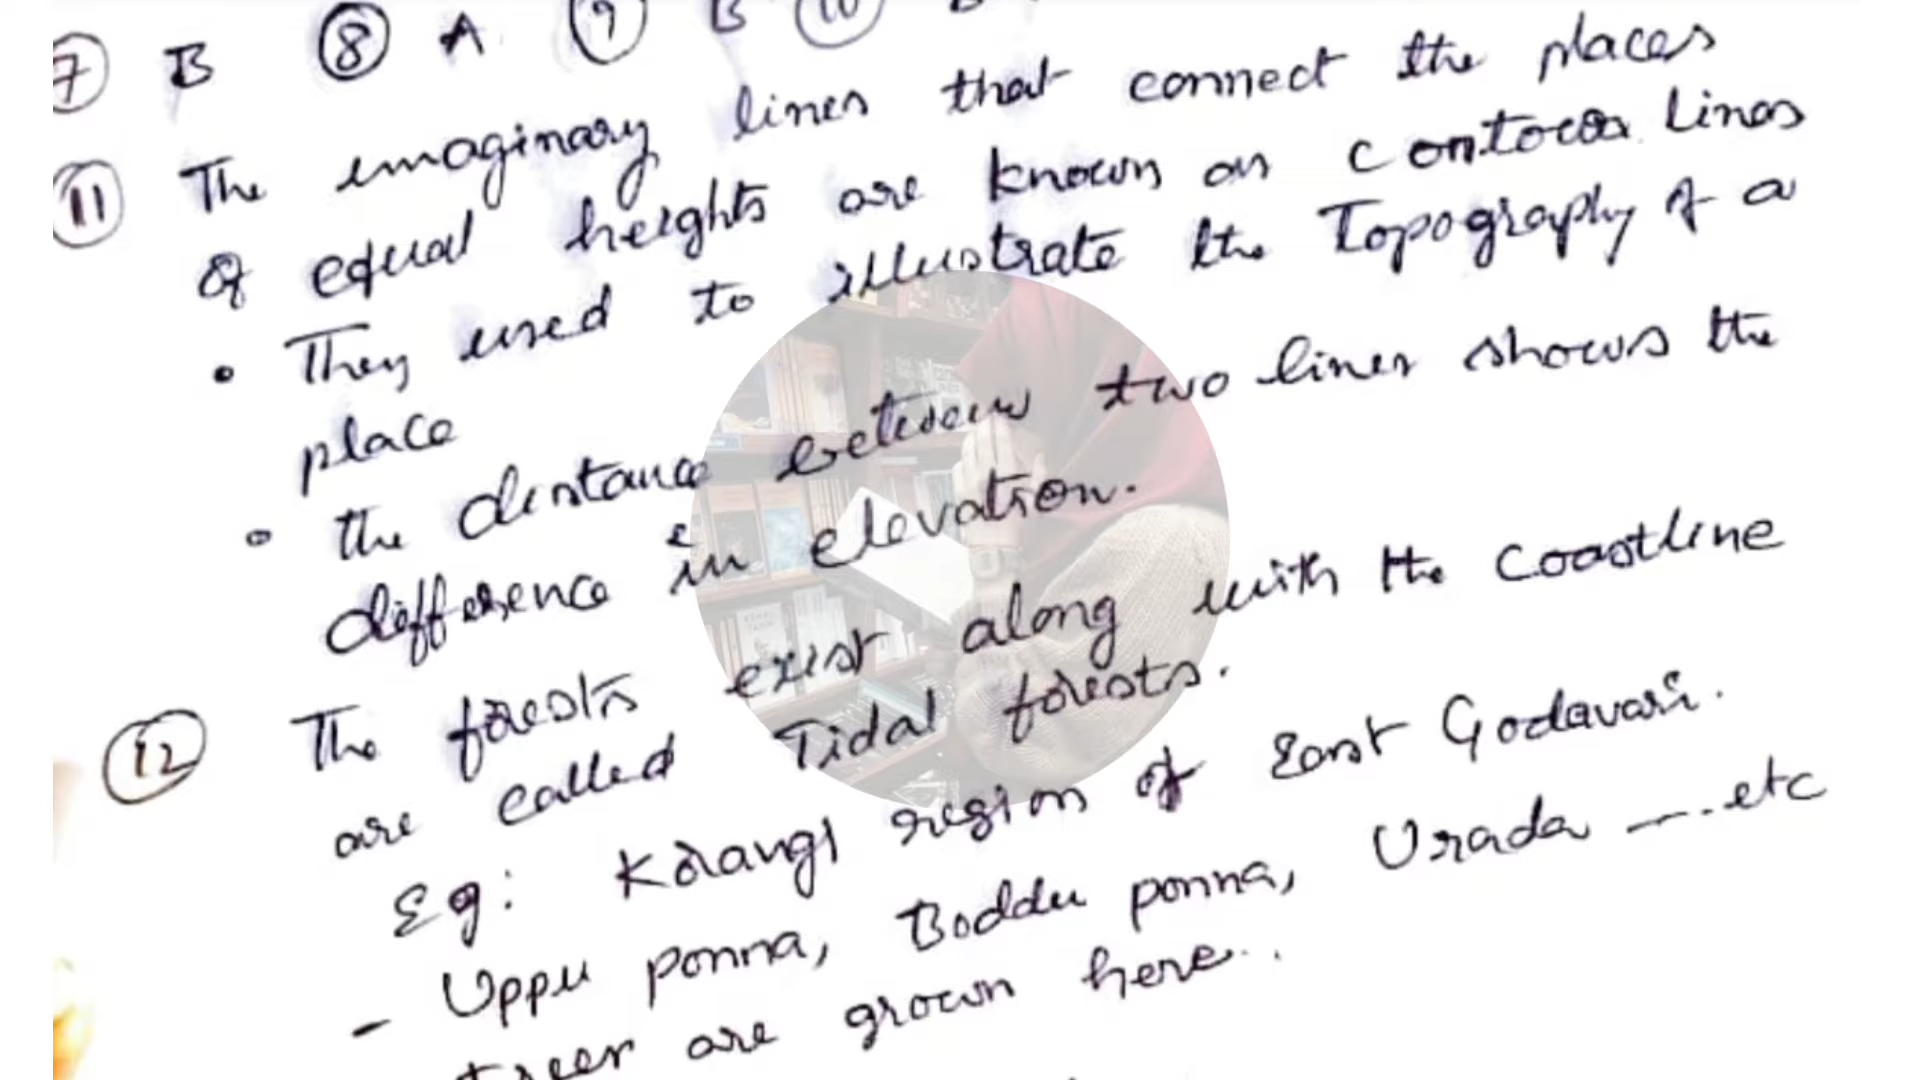 7 B 8 A 9 B 10
11 The imaginary lines that connect the places
of equal heights are known as contour Lines
• They used to illustrate the Topography of a
place
• the distance between two lines shows the
difference in elevation.
12 The forests exist along with the coastline
are called Tidal forests.
Eg: Korangi region of East Godavari.
- Uppu ponna, Boddu ponna, Urada ---- etc
trees are grown here..